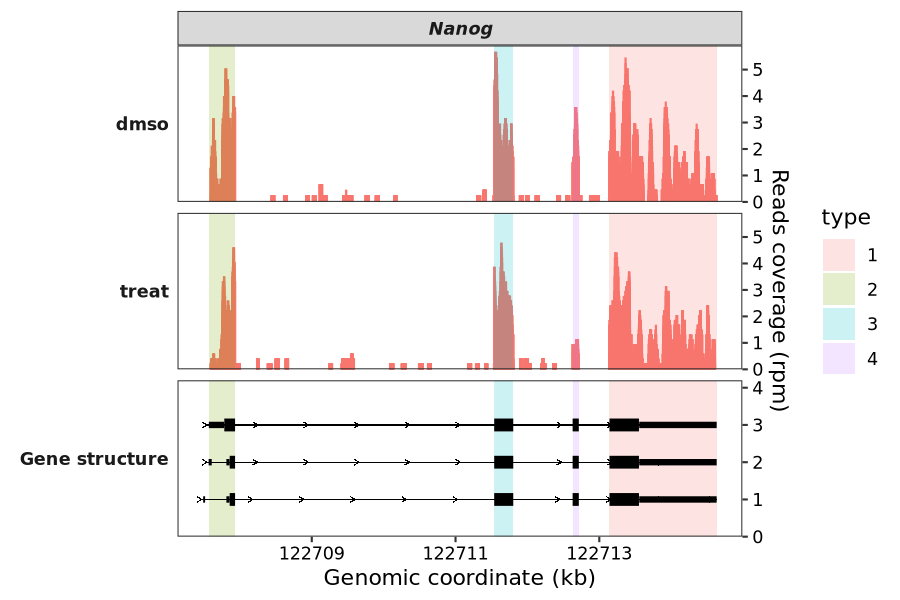 Nanog
dmso
5
4
3
2
1
0
treat
5
4
3
2
1
0
Reads coverage (rpm)
Gene structure
4
3
2
1
0
122709 122711 122713
Genomic coordinate (kb)
type
1
2
3
4